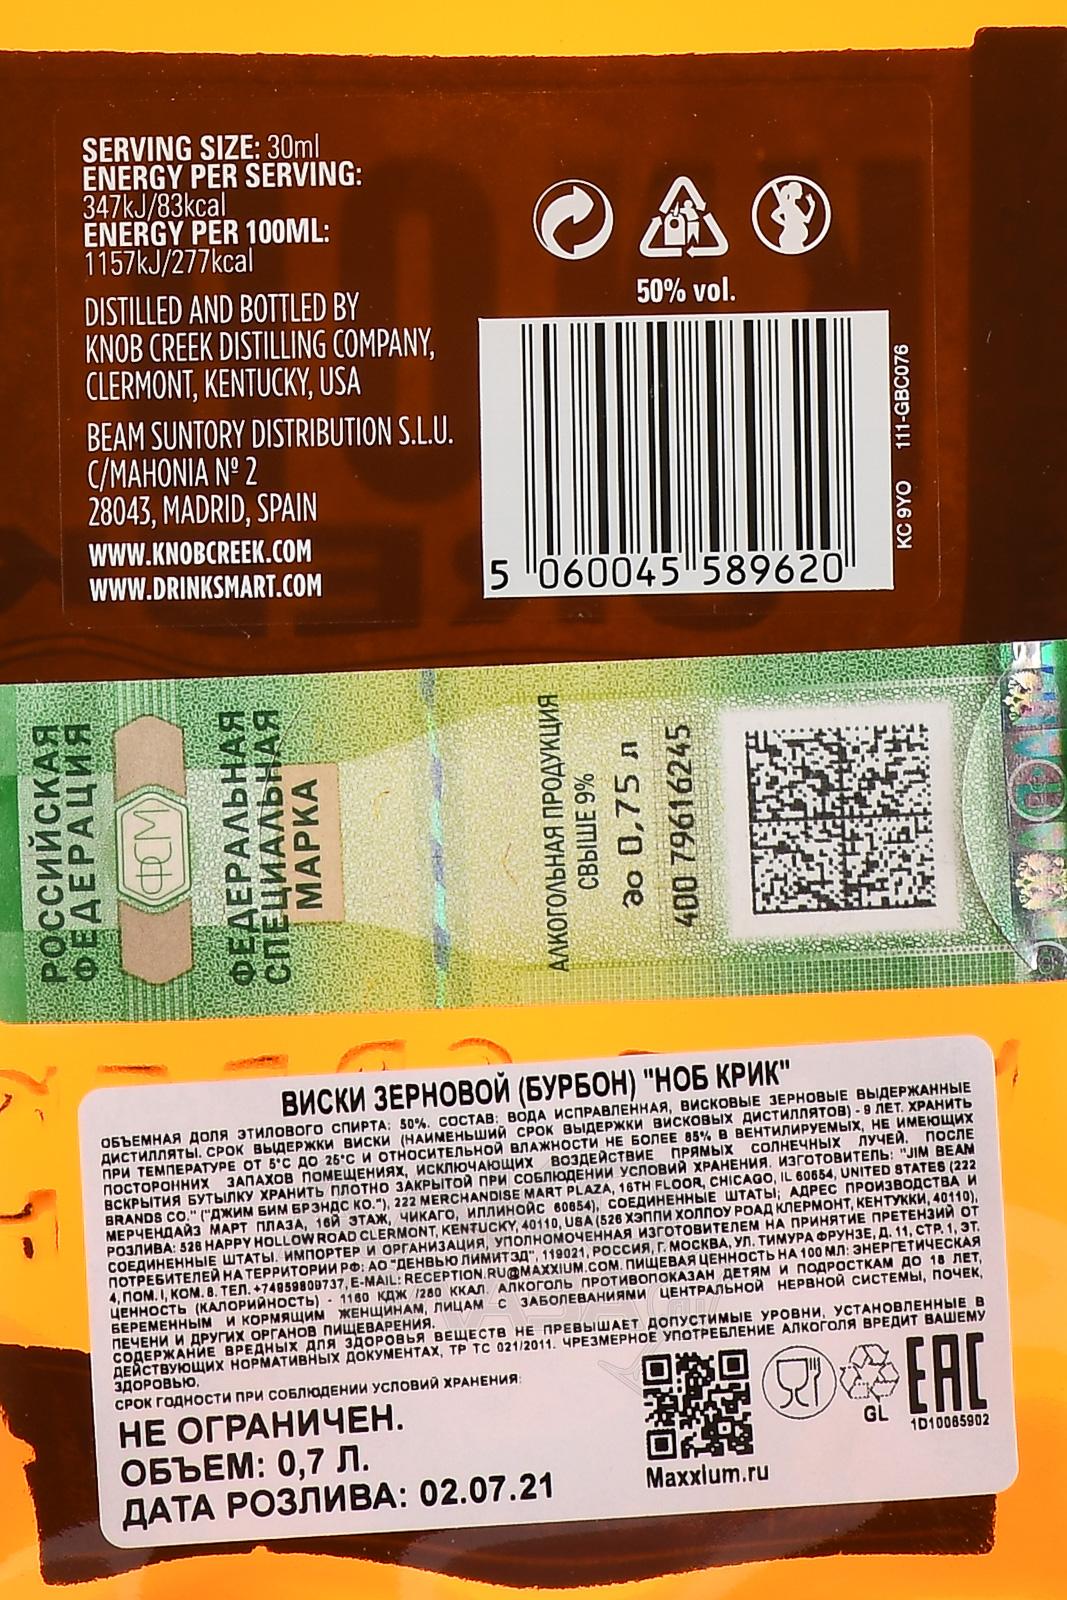 SERVING SIZE: 30ml
ENERGY PER SERVING:
347kJ/83kcal
ENERGY PER 100ML:
1157kJ/277kcal
DISTILLED AND BOTTLED BY
KNOB CREEK DISTILLING COMPANY,
CLERMONT, KENTUCKY, USA
BEAM SUNTORY DISTRIBUTION S.L.U.
C/MAHONIA Nº 2
28043, MADRID, SPAIN
WWW.KNOBCREEK.COM
WWW.DRINKSMART.COM
50% vol.
5 060045 589620
KC 9YO 111-GBC076
РОССИЙСКАЯ
ФЕДЕРАЦИЯ
ФСМ
ФЕДЕРАЛЬНАЯ
СПЕЦИАЛЬНАЯ
МАРКА
АЛКОГОЛЬНАЯ ПРОДУКЦИЯ
СВЫШЕ 9%
до 0,75 л
400 79616245
ВИСКИ ЗЕРНОВОЙ (БУРБОН) "НОБ КРИК"
ОБЪЕМНАЯ ДОЛЯ ЭТИЛОВОГО СПИРТА: 50%. СОСТАВ: ВОДА ИСПРАВЛЕННАЯ, ВИСКОВЫЕ ЗЕРНОВЫЕ ВЫДЕРЖАННЫЕ
ДИСТИЛЛЯТЫ. СРОК ВЫДЕРЖКИ ВИСКИ (НАИМЕНЬШИЙ СРОК ВЫДЕРЖКИ ВИСКОВЫХ ДИСТИЛЛЯТОВ) - 9 ЛЕТ. ХРАНИТЬ
ПРИ ТЕМПЕРАТУРЕ ОТ 5°С ДО 25°С И ОТНОСИТЕЛЬНОЙ ВЛАЖНОСТИ НЕ БОЛЕЕ 85% В ВЕНТИЛИРУЕМЫХ, НЕ ИМЕЮЩИХ
ПОСТОРОННИХ ЗАПАХОВ ПОМЕЩЕНИЯХ, ИСКЛЮЧАЮЩИХ ВОЗДЕЙСТВИЕ ПРЯМЫХ СОЛНЕЧНЫХ ЛУЧЕЙ. ПОСЛЕ
ВСКРЫТИЯ БУТЫЛКУ ХРАНИТЬ ПЛОТНО ЗАКРЫТОЙ ПРИ СОБЛЮДЕНИИ УСЛОВИЙ ХРАНЕНИЯ. ИЗГОТОВИТЕЛЬ: "JIM BEAM
BRANDS CO." ("ДЖИМ БИМ БРЭНДС КО."), 222 MERCHANDISE MART PLAZA, 16TH FLOOR, CHICAGO, IL 60654, UNITED STATES (222
МЕРЧЕНДАЙЗ МАРТ ПЛАЗА, 16Й ЭТАЖ, ЧИКАГО, ИЛЛИНОЙС 60654), СОЕДИНЕННЫЕ ШТАТЫ; АДРЕС ПРОИЗВОДСТВА И
РОЗЛИВА: 526 HAPPY HOLLOW ROAD CLERMONT, KENTUCKY, 40110, USA (526 ХЭППИ ХОЛЛОУ РОАД КЛЕРМОНТ, КЕНТУККИ, 40110),
СОЕДИНЕННЫЕ ШТАТЫ. ИМПОРТЕР И ОРГАНИЗАЦИЯ, УПОЛНОМОЧЕННАЯ ИЗГОТОВИТЕЛЕМ НА ПРИНЯТИЕ ПРЕТЕНЗИЙ ОТ
ПОТРЕБИТЕЛЕЙ НА ТЕРРИТОРИИ РФ: АО "ДЕНВЬЮ ЛИМИТЭД", 119021, РОССИЯ, Г. МОСКВА, УЛ. ТИМУРА ФРУНЗЕ, Д. 11, СТР. 1, ЭТ.
4, ПОМ. I, КОМ. 8. ТЕЛ. E-MAIL: RECEPTION.RU@MAXXIUM.COM. ПИЩЕВАЯ ЦЕННОСТЬ НА 100 МЛ: ЭНЕРГЕТИЧЕСКАЯ
ЦЕННОСТЬ (КАЛОРИЙНОСТЬ) - 1160 КДЖ /280 ККАЛ. АЛКОГОЛЬ ПРОТИВОПОКАЗАН ДЕТЯМ И ПОДРОСТКАМ ДО 18 ЛЕТ,
БЕРЕМЕННЫМ И КОРМЯЩИМ ЖЕНЩИНАМ, ЛИЦАМ С ЗАБОЛЕВАНИЯМИ ЦЕНТРАЛЬНОЙ НЕРВНОЙ СИСТЕМЫ, ПОЧЕК,
ПЕЧЕНИ И ДРУГИХ ОРГАНОВ ПИЩЕВАРЕНИЯ.
СОДЕРЖАНИЕ ВРЕДНЫХ ДЛЯ ЗДОРОВЬЯ ВЕЩЕСТВ НЕ ПРЕВЫШАЕТ ДОПУСТИМЫЕ УРОВНИ, УСТАНОВЛЕННЫЕ В
ДЕЙСТВУЮЩИХ НОРМАТИВНЫХ ДОКУМЕНТАХ, ТР ТС 021/2011. ЧРЕЗМЕРНОЕ УПОТРЕБЛЕНИЕ АЛКОГОЛЯ ВРЕДИТ ВАШЕМУ
ЗДОРОВЬЮ.
СРОК ГОДНОСТИ ПРИ СОБЛЮДЕНИИ УСЛОВИЙ ХРАНЕНИЯ:
НЕ ОГРАНИЧЕН.
ОБЪЕМ: 0,7 Л.
ДАТА РОЗЛИВА: 02.07.21
Maxxium.ru
GL
EAC
1D10065902